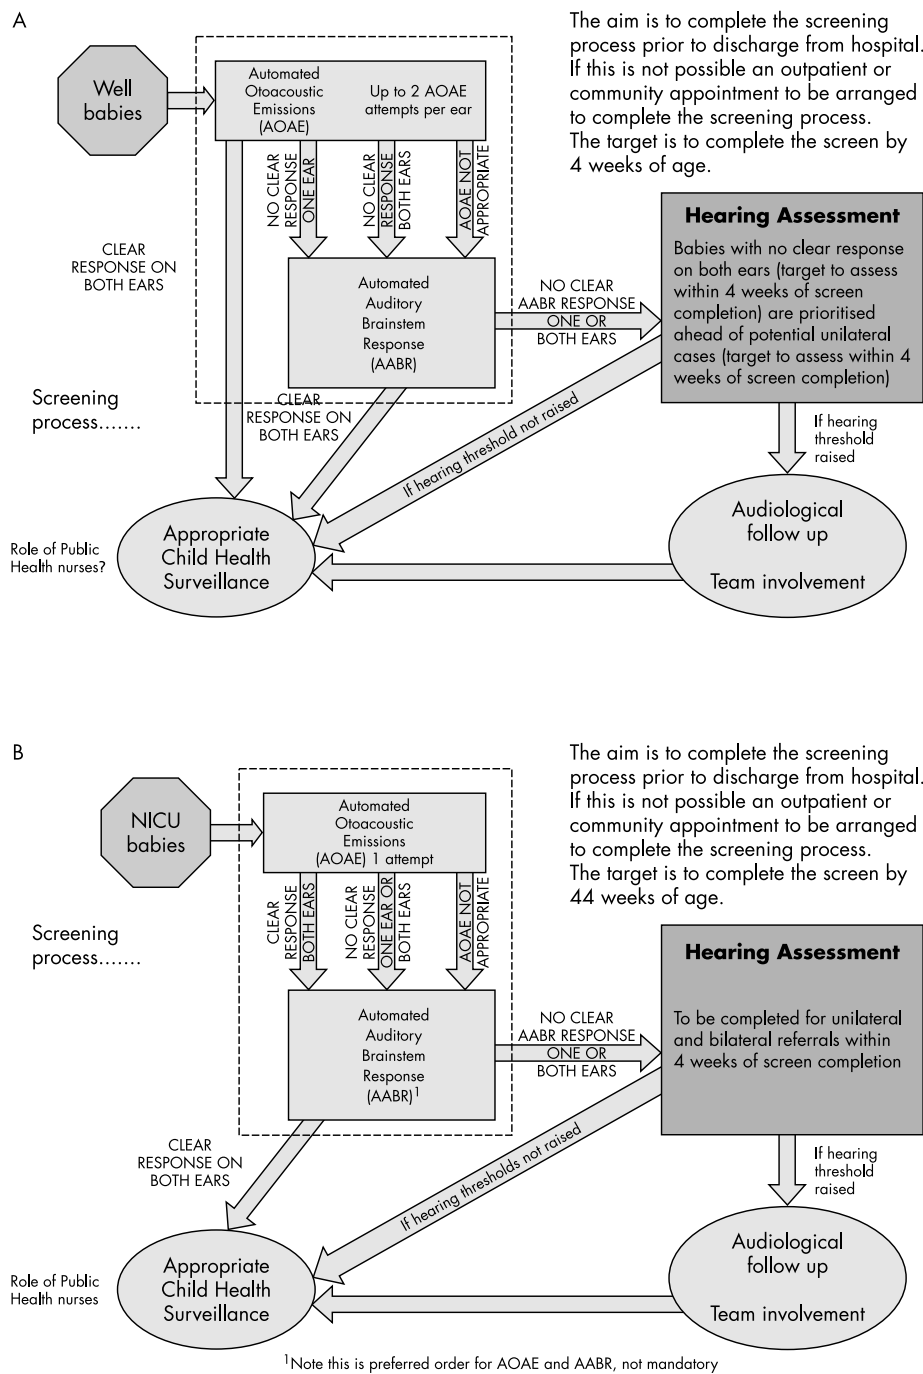 A
The aim is to complete the screening
process prior to discharge from hospital.
If this is not possible an outpatient or
community appointment to be arranged
to complete the screening process.
The target is to complete the screen by
4 weeks of age.
Well
babies
Automated
Otoacoustic
Emissions
(AOAE)
Up to 2 AOAE
attempts per ear
NO CLEAR
RESPONSE
ONE EAR
NO CLEAR
RESPONSE
BOTH EARS
AOAE NOT
APPROPRIATE
CLEAR
RESPONSE ON
BOTH EARS
Automated
Auditory
Brainstem
Response
(AABR)
NO CLEAR
AABR RESPONSE
ONE OR
BOTH EARS
Hearing Assessment
Babies with no clear response
on both ears (target to assess
within 4 weeks of screen
completion) are prioritised
ahead of potential unilateral
cases (target to assess within 4
weeks of screen completion)
Screening
process.......
CLEAR
RESPONSE ON
BOTH EARS
If hearing threshold not raised
If hearing
threshold
raised
Role of Public
Health nurses?
Appropriate
Child Health
Surveillance
Audiological
follow up
Team involvement
B
The aim is to complete the screening
process prior to discharge from hospital.
If this is not possible an outpatient or
community appointment to be arranged
to complete the screening process.
The target is to complete the screen by
44 weeks of age.
NICU
babies
Automated
Otoacoustic
Emissions
(AOAE) 1 attempt
CLEAR
RESPONSE
BOTH EARS
NO CLEAR
RESPONSE
ONE EAR OR
BOTH EARS
AOAE NOT
APPROPRIATE
Screening
process.......
Automated
Auditory
Brainstem
Response
(AABR)¹
NO CLEAR
AABR RESPONSE
ONE OR
BOTH EARS
Hearing Assessment
To be completed for unilateral
and bilateral referrals within
4 weeks of screen completion
CLEAR
RESPONSE ON
BOTH EARS
If hearing thresholds not raised
If hearing
threshold
raised
Role of Public
Health nurses
Appropriate
Child Health
Surveillance
Audiological
follow up
Team involvement
¹Note this is preferred order for AOAE and AABR, not mandatory